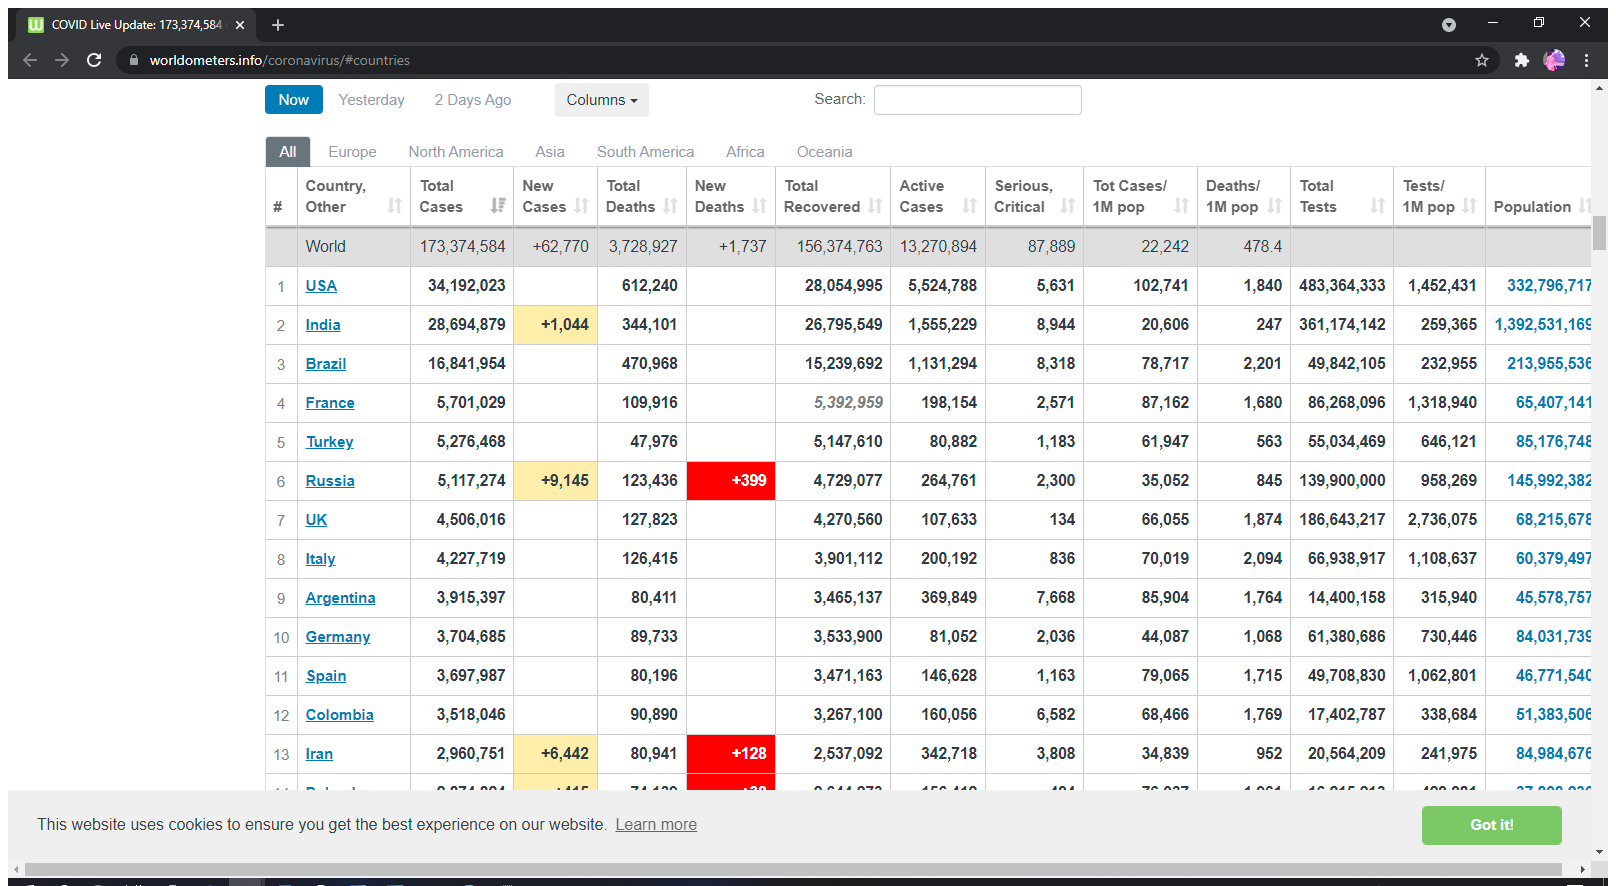 COVID Live Update: 173,374,584
worldometers.info/coronavirus/#countries
Now Yesterday 2 Days Ago Columns Search:
All Europe North America Asia South America Africa Oceania
# Country, Other Total Cases New Cases Total Deaths New Deaths Total Recovered Active Cases Serious, Critical Tot Cases/ 1M pop Deaths/ 1M pop Total Tests Tests/ 1M pop Population
World 173,374,584 +62,770 3,728,927 +1,737 156,374,763 13,270,894 87,889 22,242 478.4
1 USA 34,192,023 612,240 28,054,995 5,524,788 5,631 102,741 1,840 483,364,333 1,452,431 332,796,717
2 India 28,694,879 +1,044 344,101 26,795,549 1,555,229 8,944 20,606 247 361,174,142 259,365 1,392,531,169
3 Brazil 16,841,954 470,968 15,239,692 1,131,294 8,318 78,717 2,201 49,842,105 232,955 213,955,536
4 France 5,701,029 109,916 5,392,959 198,154 2,571 87,162 1,680 86,268,096 1,318,940 65,407,141
5 Turkey 5,276,468 47,976 5,147,610 80,882 1,183 61,947 563 55,034,469 646,121 85,176,748
6 Russia 5,117,274 +9,145 123,436 +399 4,729,077 264,761 2,300 35,052 845 139,900,000 958,269 145,992,382
7 UK 4,506,016 127,823 4,270,560 107,633 134 66,055 1,874 186,643,217 2,736,075 68,215,678
8 Italy 4,227,719 126,415 3,901,112 200,192 836 70,019 2,094 66,938,917 1,108,637 60,379,497
9 Argentina 3,915,397 80,411 3,465,137 369,849 7,668 85,904 1,764 14,400,158 315,940 45,578,757
10 Germany 3,704,685 89,733 3,533,900 81,052 2,036 44,087 1,068 61,380,686 730,446 84,031,739
11 Spain 3,697,987 80,196 3,471,163 146,628 1,163 79,065 1,715 49,708,830 1,062,801 46,771,540
12 Colombia 3,518,046 90,890 3,267,100 160,056 6,582 68,466 1,769 17,402,787 338,684 51,383,506
13 Iran 2,960,751 +6,442 80,941 +128 2,537,092 342,718 3,808 34,839 952 20,564,209 241,975 84,984,676
This website uses cookies to ensure you get the best experience on our website. Learn more Got it!